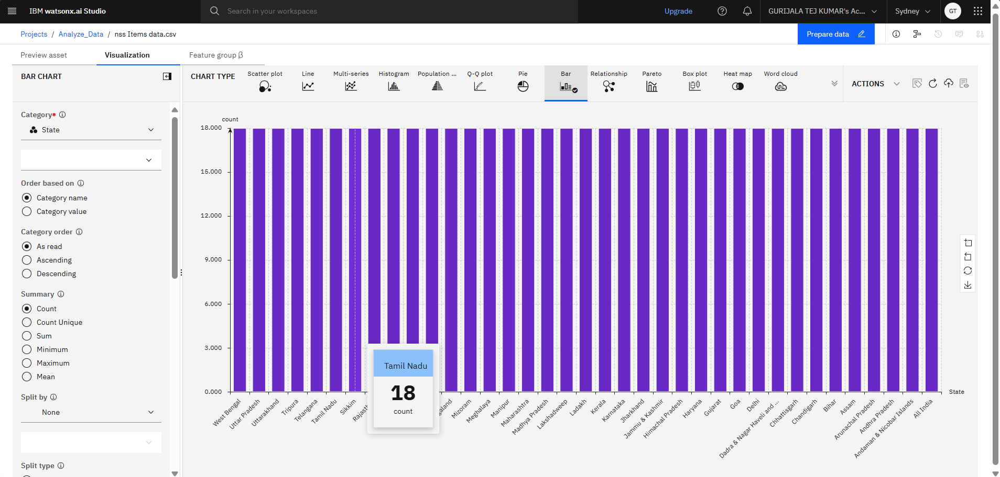 IBM watsonx.ai Studio
Search in your workspaces
Upgrade
GURIJALA TEJ KUMAR's Ac...
Sydney
GT
Projects / Analyze_Data / nss Items data.csv
Prepare data
Preview asset
Visualization
Feature group β
BAR CHART
Category*
State
Order based on
Category name
Category value
Category order
As read
Ascending
Descending
Summary
Count
Count Unique
Sum
Minimum
Maximum
Mean
Split by
None
Split type
CHART TYPE
Scatter plot
Line
Multi-series
Histogram
Population ...
Q-Q plot
Pie
Bar
Relationship
Pareto
Box plot
Heat map
Word cloud
ACTIONS
count
18.000
15.000
12.000
9.000
6.000
3.000
0.000
State
Tamil Nadu
18
count
West Bengal
Uttar Pradesh
Uttarakhand
Tripura
Telangana
Tamil Nadu
Sikkim
Mizoram
Meghalaya
Manipur
Maharashtra
Madhya Pradesh
Lakshadweep
Ladakh
Kerala
Karnataka
Jharkhand
Jammu & Kashmir
Himachal Pradesh
Haryana
Gujarat
Goa
Delhi
Dadra & Nagar Haveli and ...
Chhattisgarh
Chandigarh
Bihar
Assam
Arunachal Pradesh
Andhra Pradesh
Andaman & Nicobar Islands
All India